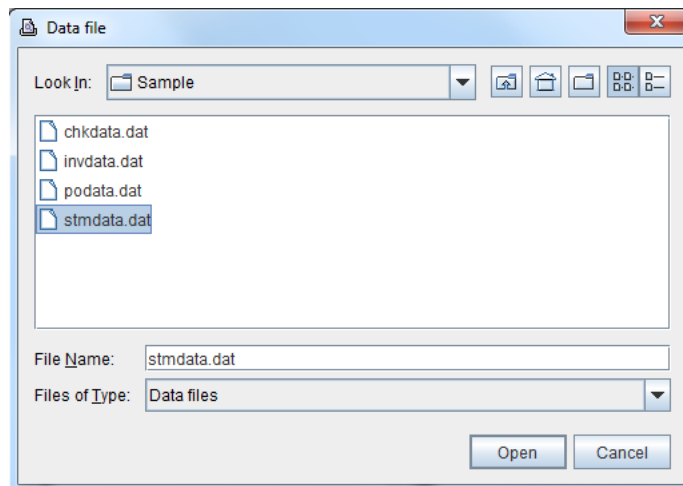 Data file
Look In: Sample
chkdata.dat
invdata.dat
podata.dat
stmdata.dat
File Name: stmdata.dat
Files of Type: Data files
Open Cancel